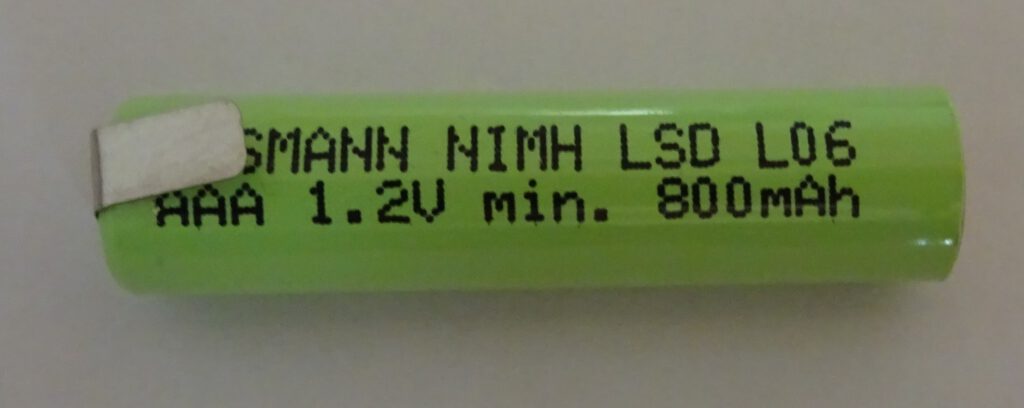 SMANN NIMH LSD L06
AAA 1.2V min. 800mAh